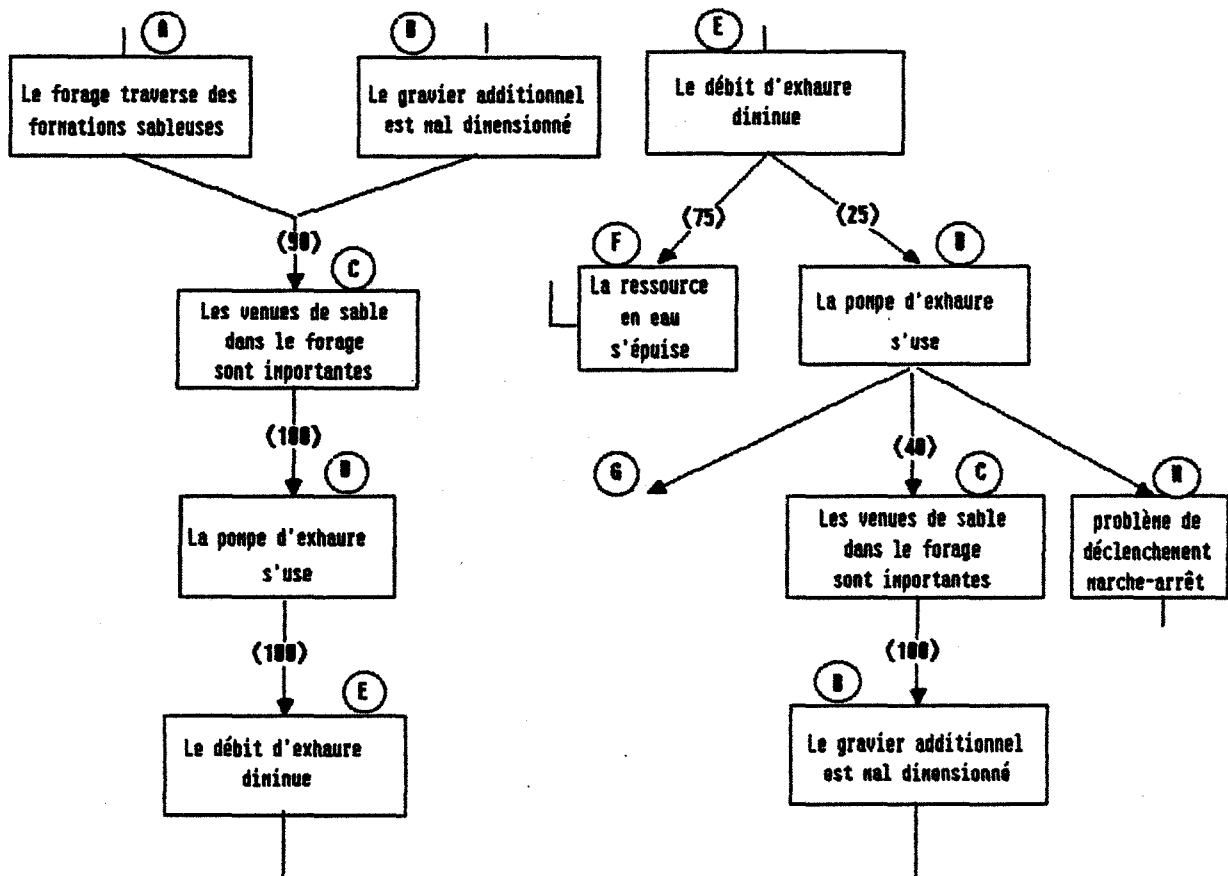 A
Le forage traverse des
formations sableuses
B
Le gravier additionnel
est mal dimensionné
(90)
C
Les venues de sable
dans le forage
sont importantes
(100)
D
La pompe d'exhaure
s'use
(100)
E
Le débit d'exhaure
diminue
E
Le débit d'exhaure
diminue
(75)
(25)
F
La ressource
en eau
s'épuise
D
La pompe d'exhaure
s'use
G
(40)
C
Les venues de sable
dans le forage
sont importantes
N
problème de
déclenchement
marche-arrêt
(100)
B
Le gravier additionnel
est mal dimensionné